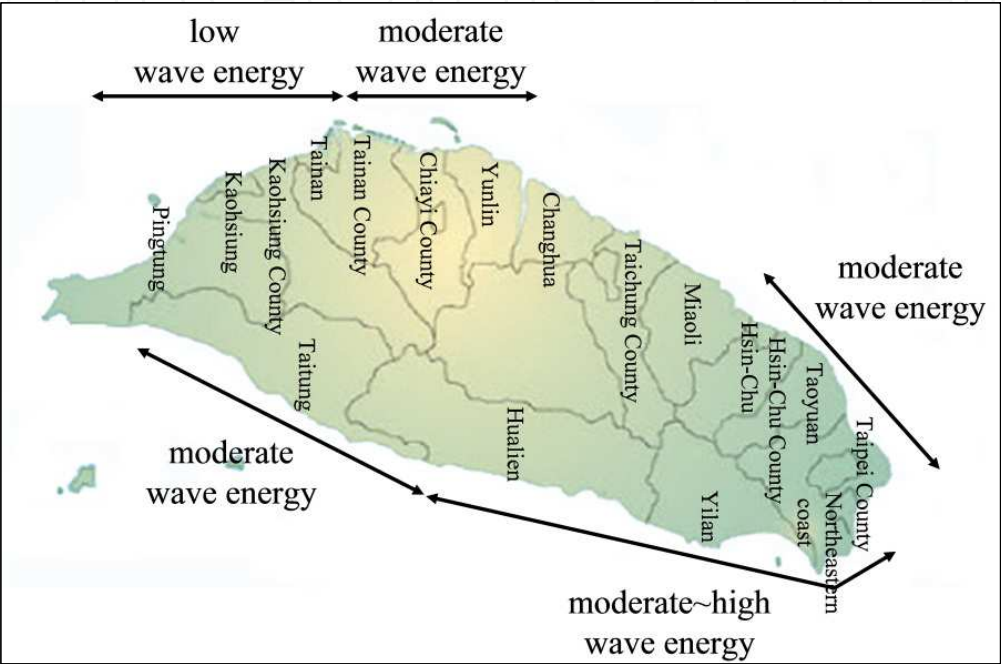 low
wave energy
moderate
wave energy
Pingtung
Kaohsiung
Kaohsiung County
Tainan
Tainan County
Chiayi County
Yunlin
Changhua
Taichung County
Miaoli
Hsin-Chu
Hsin-Chu County
Taoyuan
Taipei County
Northeastern
coast
Yilan
Hualien
Taitung
moderate
wave energy
moderate
wave energy
moderate~high
wave energy